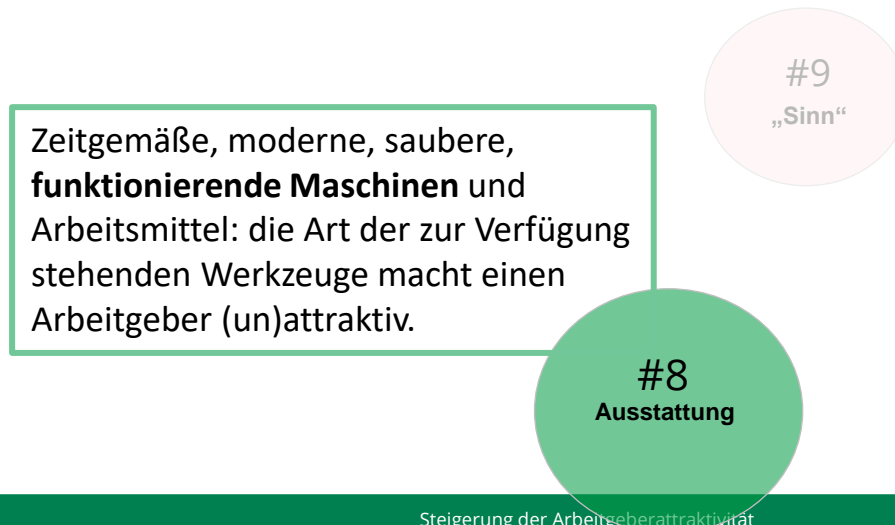 #9
„Sinn“
Zeitgemäße, moderne, saubere,
funktionierende Maschinen und
Arbeitsmittel: die Art der zur Verfügung
stehenden Werkzeuge macht einen
Arbeitgeber (un)attraktiv.
#8
Ausstattung
Steigerung der Arbeitgeberattraktivität